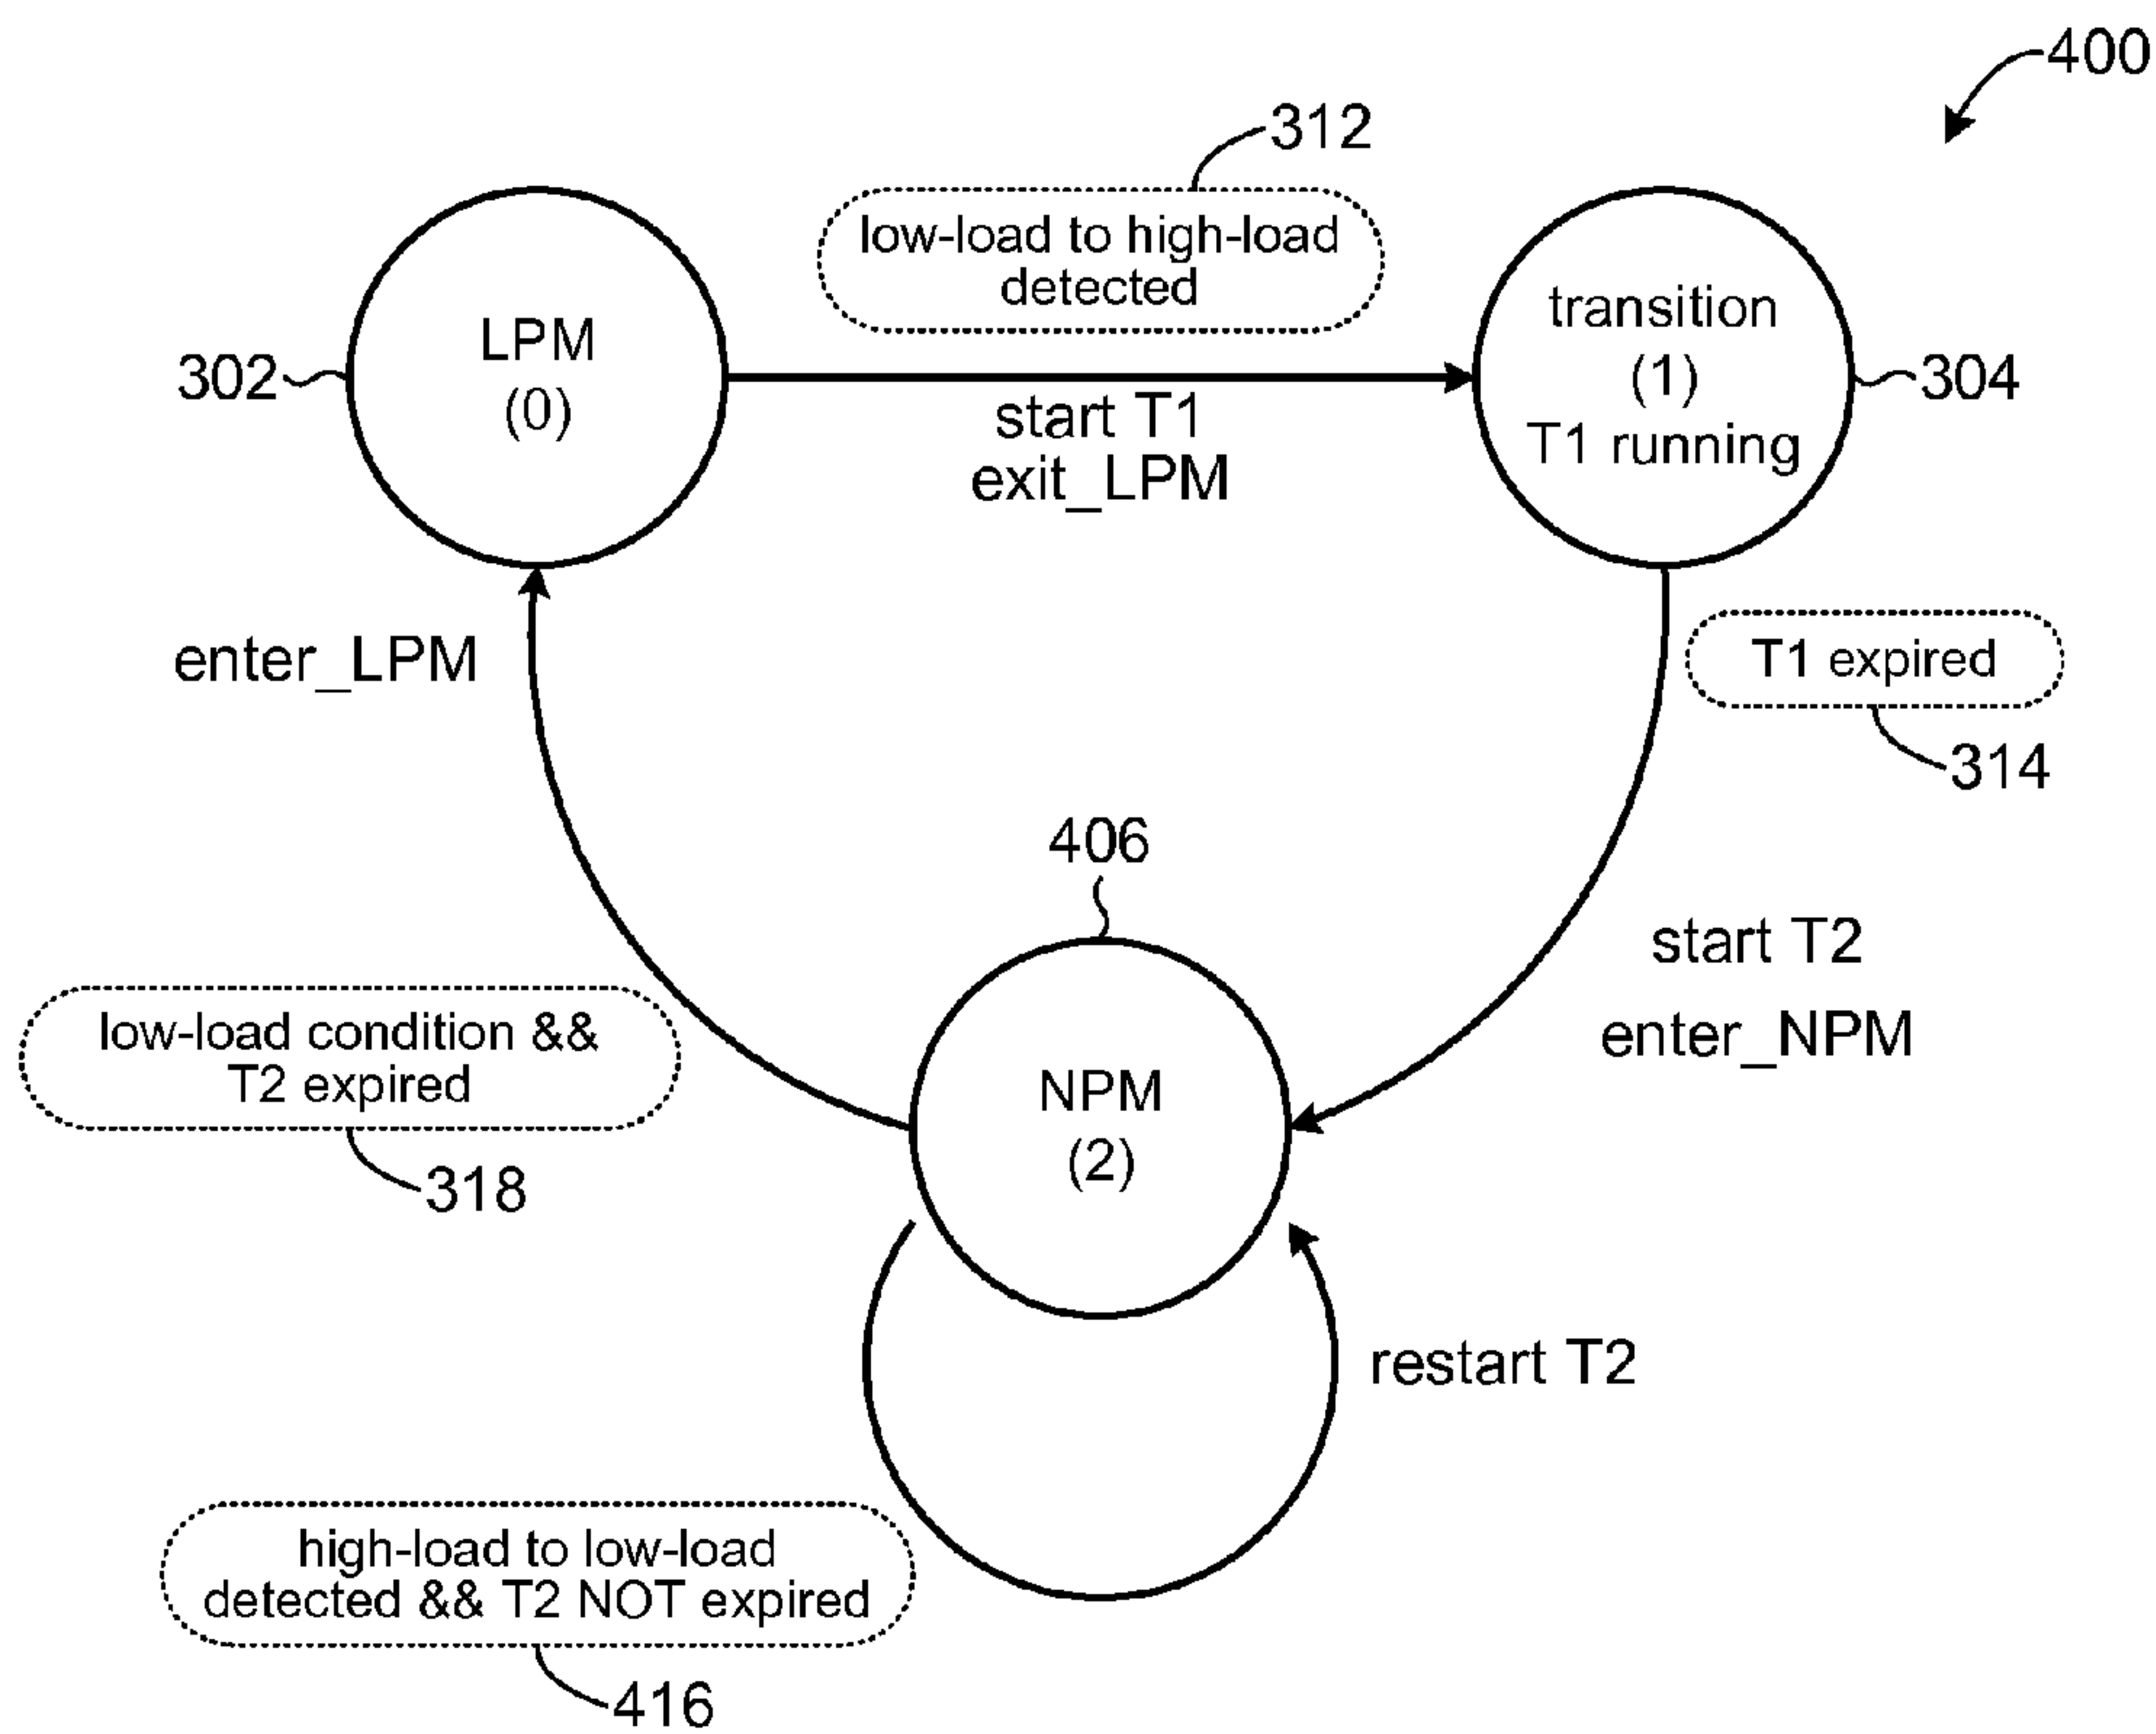 400
312
low-load to high-load
detected
LPM
(0)
302
transition
(1)
T1 running
304
start T1
exit_LPM
enter_LPM
T1 expired
314
406
start T2
enter_NPM
low-load condition &&
T2 expired
318
NPM
(2)
restart T2
high-load to low-load
detected && T2 NOT expired
416